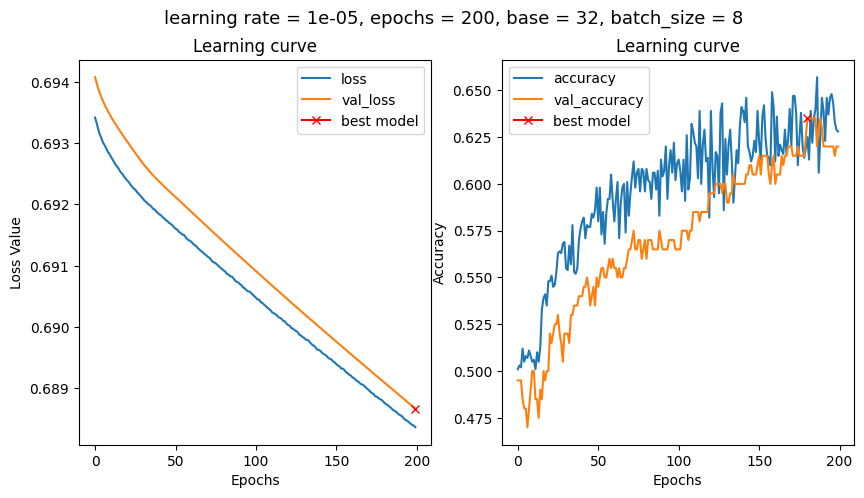 learning rate = 1e-05, epochs = 200, base = 32, batch_size = 8
Learning curve
Loss Value
0.694
0.693
0.692
0.691
0.690
0.689
loss
val_loss
best model
0
50
100
150
200
Epochs
Learning curve
Accuracy
0.650
0.625
0.600
0.575
0.550
0.525
0.500
0.475
accuracy
val_accuracy
best model
0
50
100
150
200
Epochs